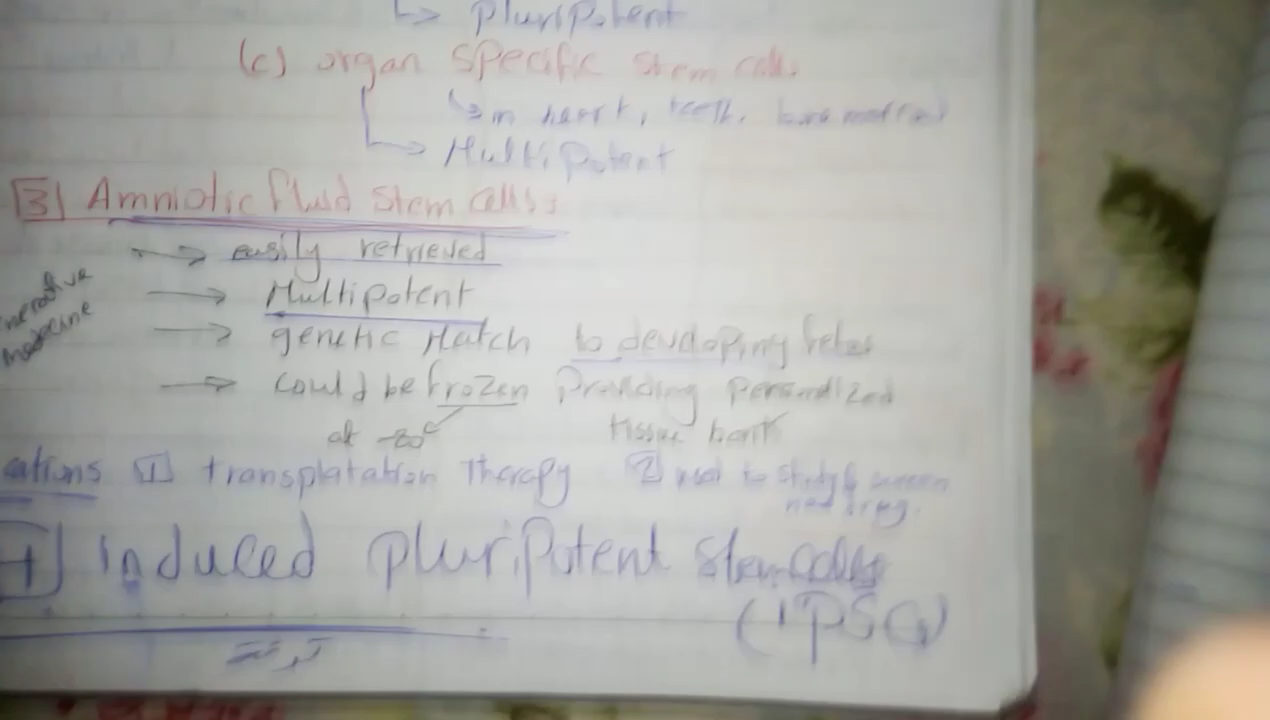 ↳ Pluripotent
(c) organ specific stem cells
↳ in heart, teeth, bone marrow
→ Multipotent
[3] Amniotic fluid stem cells:
→ easily retrieved
→ Multipotent
→ genetic Match to developing fetus
→ could be frozen Providing Personalized
at -80° tissue bank
medicine
① transplatation Therapy ② used to study & screen
new drug.
induced pluripotent stem cells
(iPSCs)